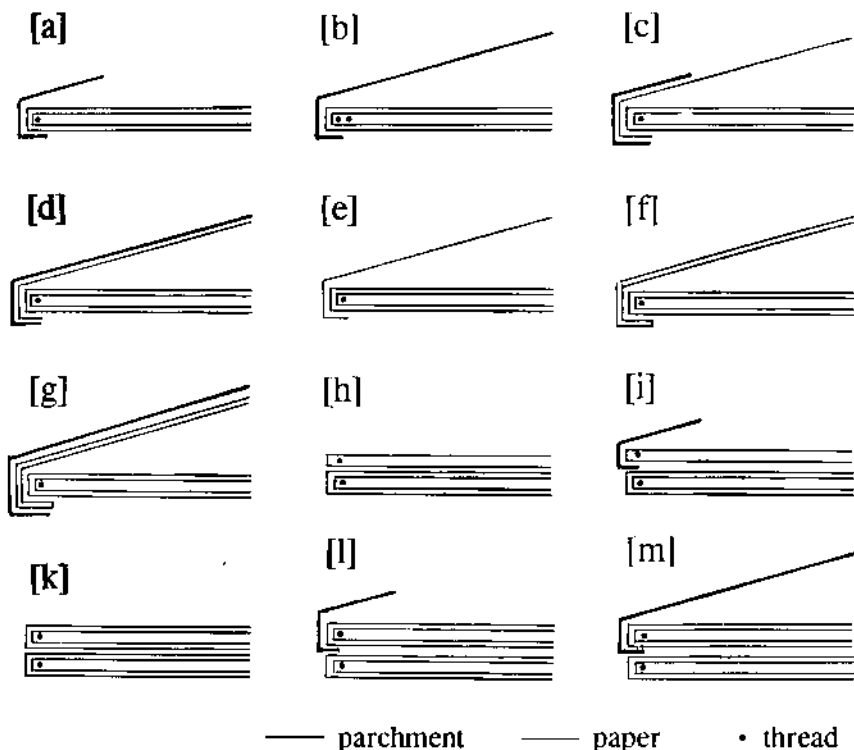 [a] [b] [c]
[d] [e] [f]
[g] [h] [i]
[k] [l] [m]
parchment paper thread